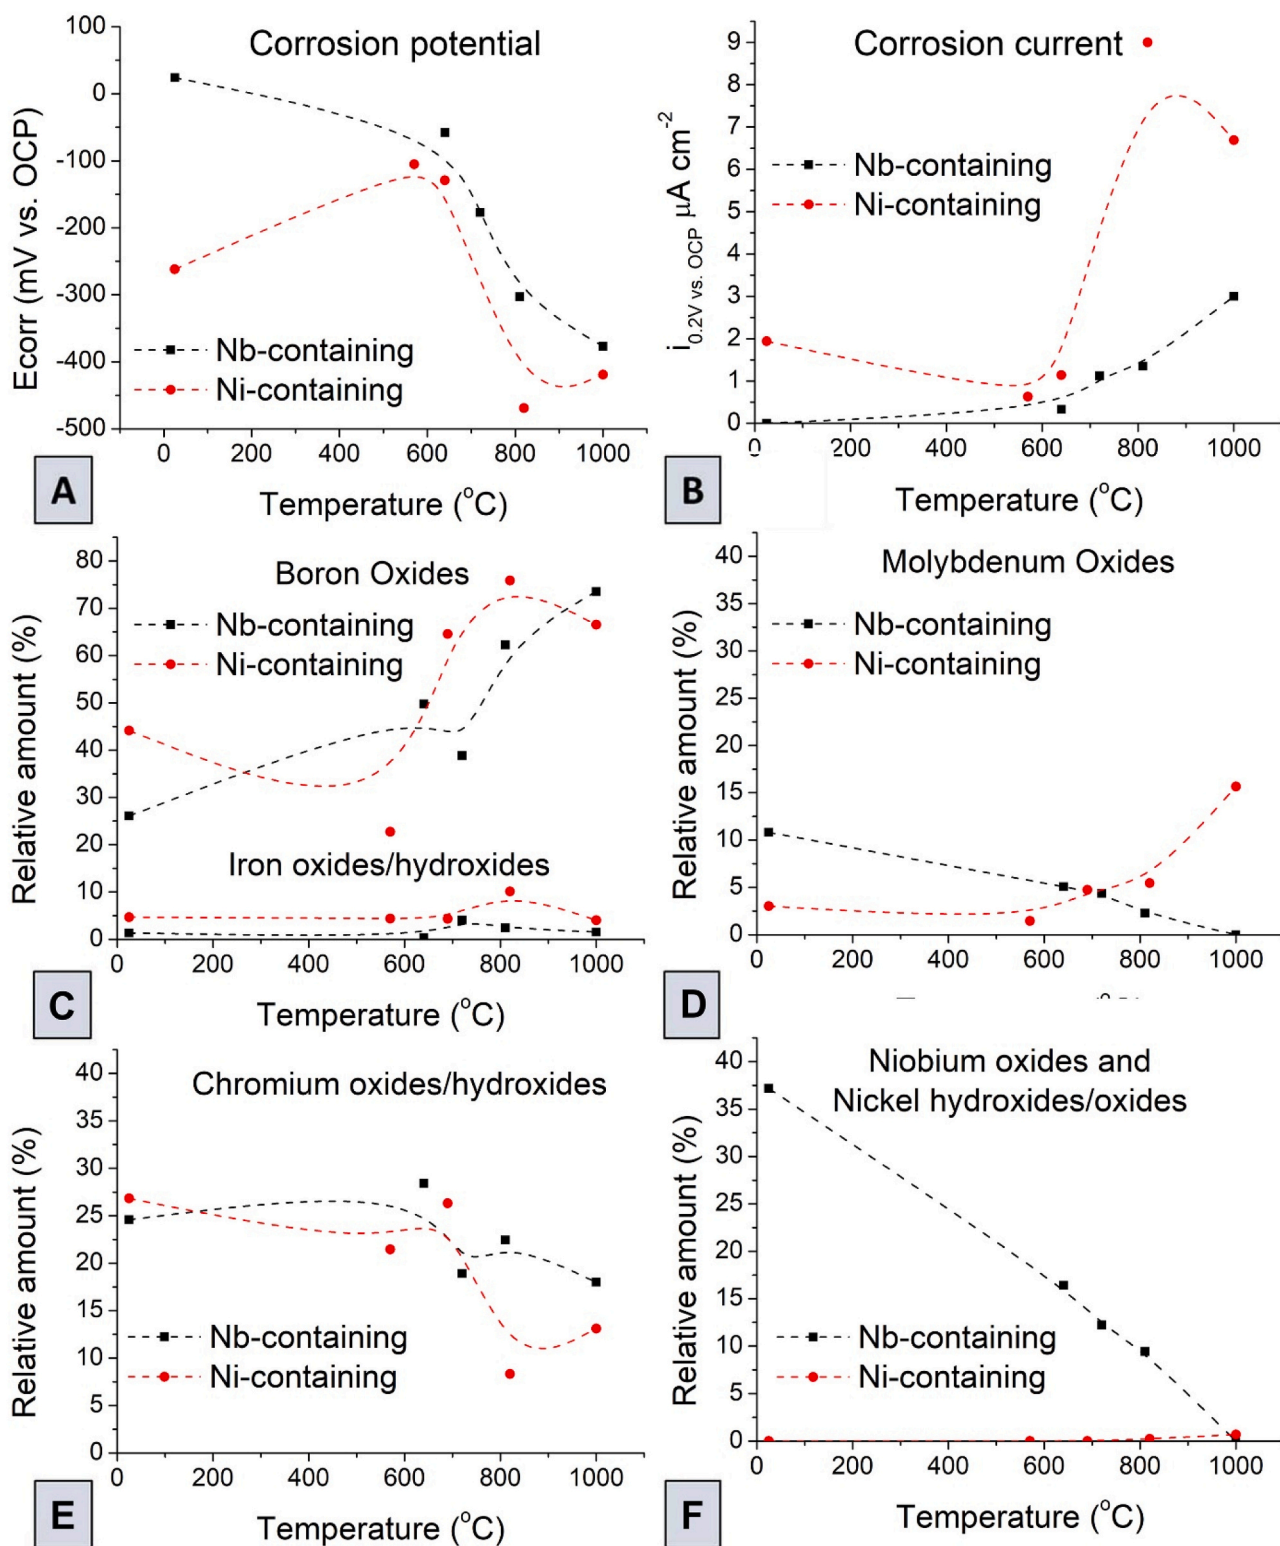 Corrosion potential
100
0
-100
-200
-300
-400
-500
Ecorr (mV vs. OCP)
Nb-containing
Ni-containing
0 200 400 600 800 1000
Temperature (°C)
A
Corrosion current
9
8
7
6
5
4
3
2
1
0
i0.2V vs. OCP μA cm-2
Nb-containing
Ni-containing
0 200 400 600 800 1000
Temperature (°C)
B
Boron Oxides
80
70
60
50
40
30
20
10
0
Relative amount (%)
Nb-containing
Ni-containing
Iron oxides/hydroxides
0 200 400 600 800 1000
Temperature (°C)
C
Molybdenum Oxides
40
35
30
25
20
15
10
5
0
Relative amount (%)
Nb-containing
Ni-containing
0 200 400 600 800 1000
D
Chromium oxides/hydroxides
40
35
30
25
20
15
10
5
0
Relative amount (%)
Nb-containing
Ni-containing
0 200 400 600 800 1000
Temperature (°C)
E
Niobium oxides and
Nickel hydroxides/oxides
40
35
30
25
20
15
10
5
0
Relative amount (%)
Nb-containing
Ni-containing
0 200 400 600 800 1000
Temperature (°C)
F